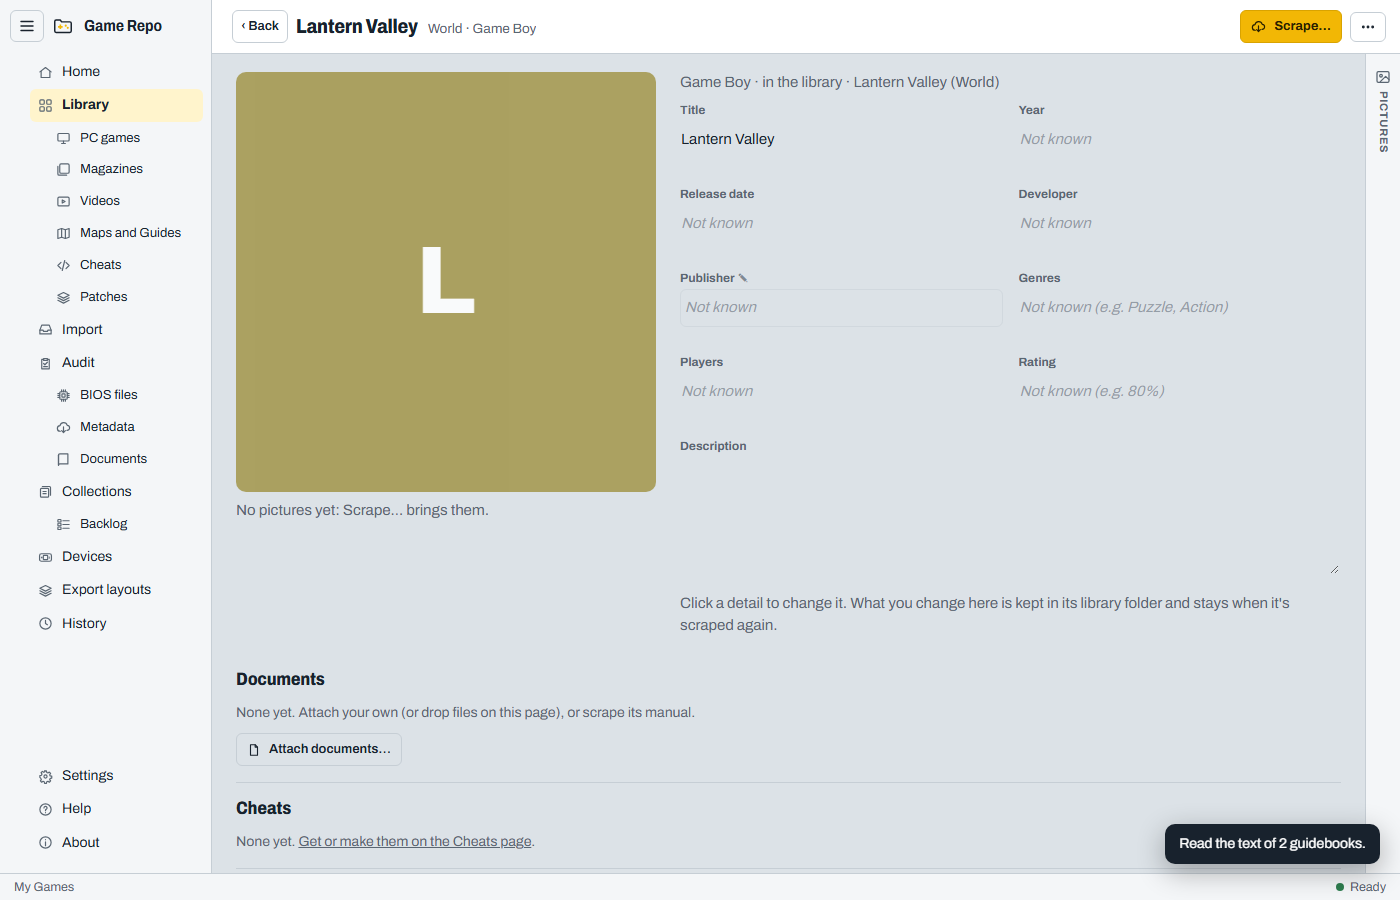 Game Repo
‹ Back
Lantern Valley
World · Game Boy
Scrape...
Home
Library
PC games
Magazines
Videos
Maps and Guides
Cheats
Patches
Import
Audit
BIOS files
Metadata
Documents
Collections
Backlog
Devices
Export layouts
History
Settings
Help
About
L
No pictures yet: Scrape... brings them.
Game Boy · in the library · Lantern Valley (World)
Title
Lantern Valley
Year
Not known
Release date
Not known
Developer
Not known
Publisher
Not known
Genres
Not known (e.g. Puzzle, Action)
Players
Not known
Rating
Not known (e.g. 80%)
Description
Click a detail to change it. What you change here is kept in its library folder and stays when it's
scraped again.
Documents
None yet. Attach your own (or drop files on this page), or scrape its manual.
Attach documents...
Cheats
None yet. Get or make them on the Cheats page.
PICTURES
Read the text of 2 guidebooks.
My Games
Ready